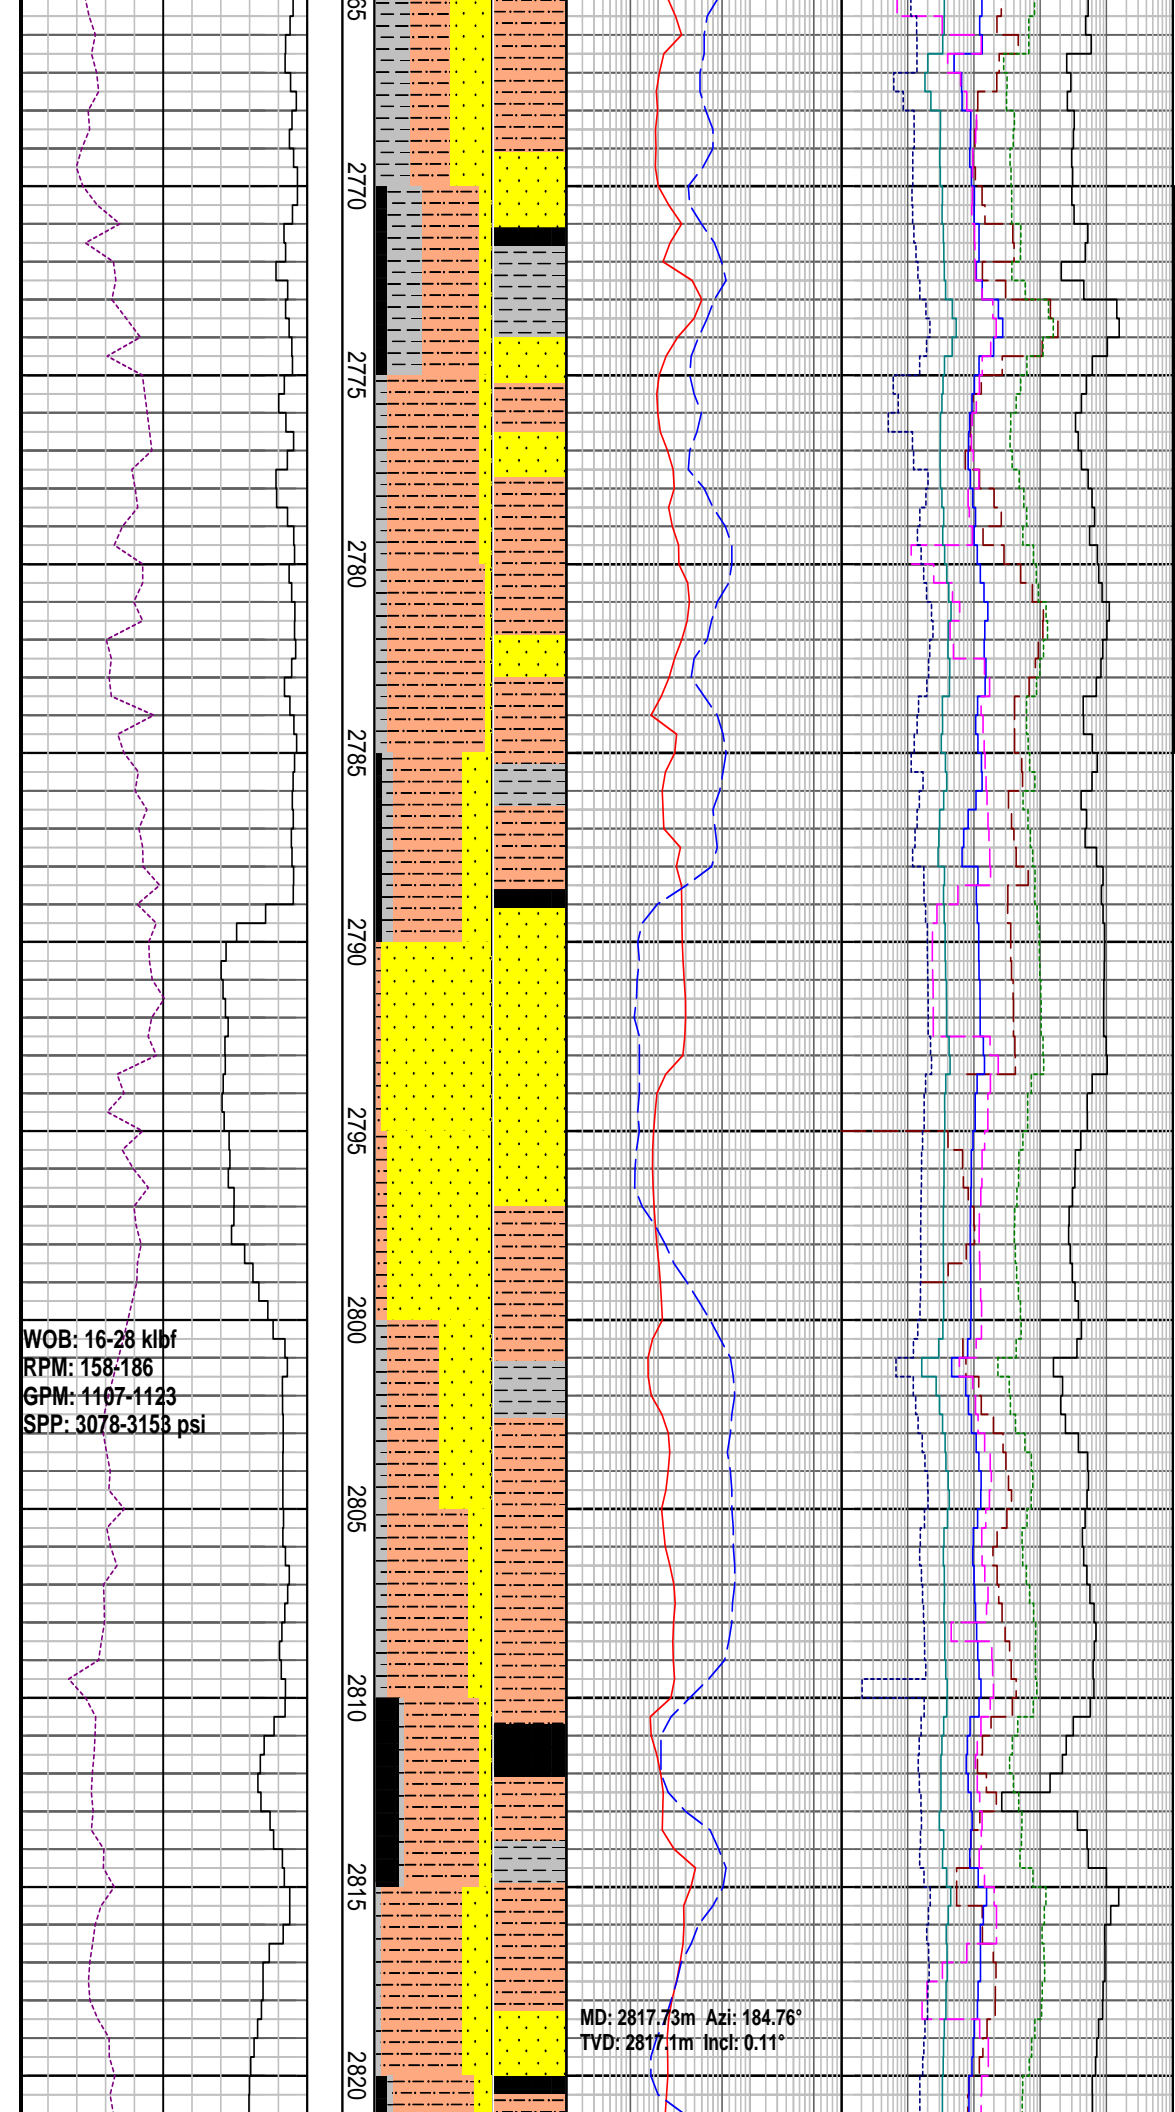 65
2770
2775
2780
2785
2790
2795
2800
WOB: 16-28 klbf
RPM: 158-186
GPM: 1107-1123
SPP: 3078-3153 psi
2805
2810
2815
MD: 2817.73m Azi: 184.76°
TVD: 2817.1m Incl: 0.11°
2820